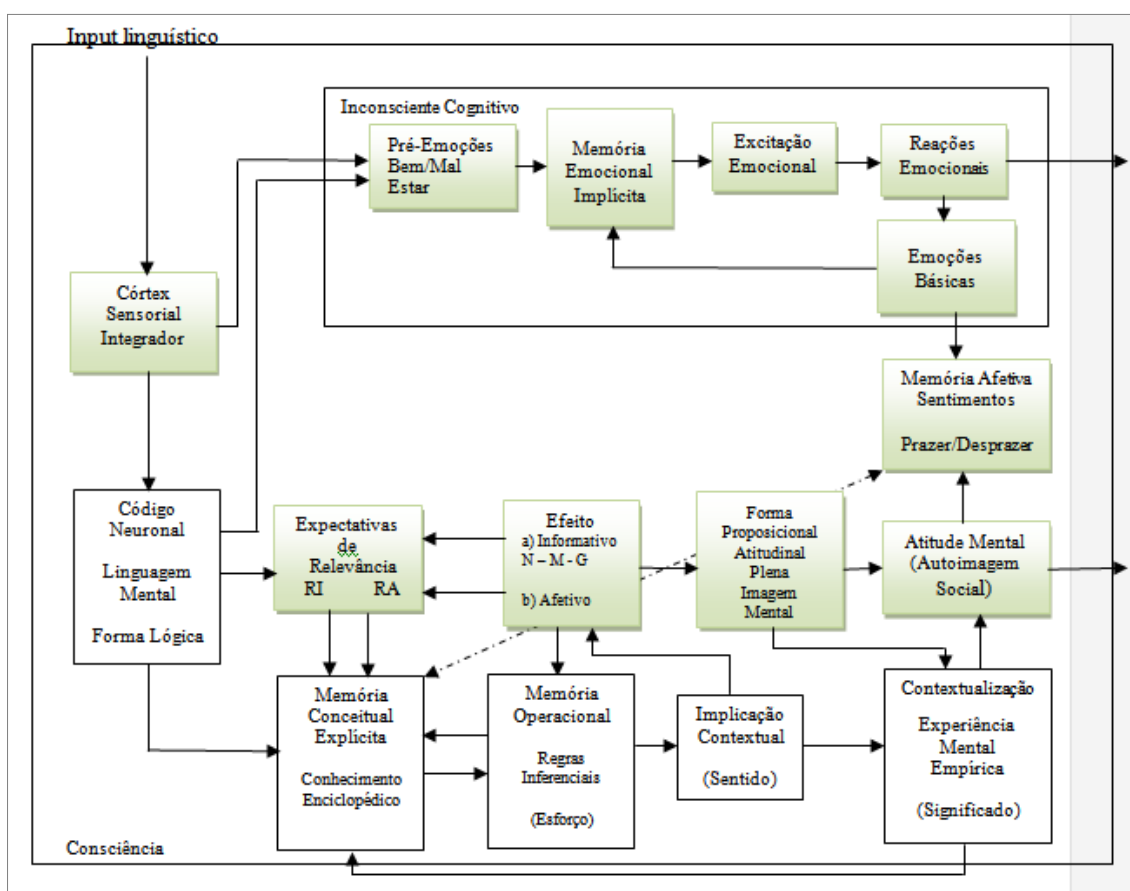 Input linguístico
Inconsciente Cognitivo
Pré-Emoções
Bem/Mal
Estar
Memória
Emocional
Implícita
Excitação
Emocional
Reações
Emocionais
Emoções
Básicas
Córtex
Sensorial
Integrador
Memória Afetiva
Sentimentos
Prazer/Desprazer
Código
Neuronal
Linguagem
Mental
Forma Lógica
Expectativas
de
Relevância
RI RA
Efeito
a) Informativo
N – M - G
b) Afetivo
Forma
Proposicional
Atitudinal
Plena
Imagem
Mental
Atitude Mental
(Autoimagem
Social)
Memória
Conceitual
Explícita
Conhecimento
Enciclopédico
Memória
Operacional
Regras
Inferenciais
(Esforço)
Implicação
Contextual
(Sentido)
Contextualização
Experiência
Mental
Empírica
(Significado)
Consciência